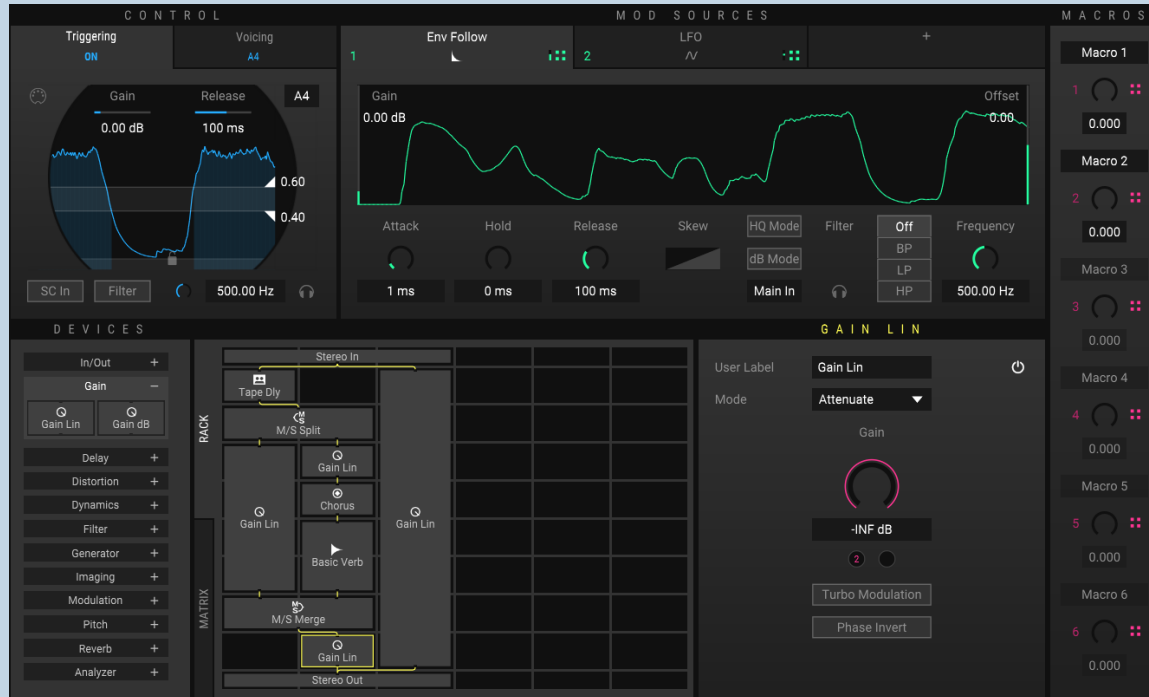 CONTROL
MOD SOURCES
MACROS
Triggering
ON
Voicing
A4
Env Follow
1
LFO
2
+
Gain
0.00 dB
Release
100 ms
A4
0.60
0.40
SC In
Filter
500.00 Hz
Gain
0.00 dB
Offset
0.00
Attack
1 ms
Hold
0 ms
Release
100 ms
Skew
HQ Mode
dB Mode
Main In
Filter
Off
BP
LP
HP
Frequency
500.00 Hz
Macro 1
1
0.000
Macro 2
2
0.000
Macro 3
3
0.000
Macro 4
4
0.000
Macro 5
5
0.000
Macro 6
6
0.000
DEVICES
In/Out +
Gain −
Gain Lin
Gain dB
Delay +
Distortion +
Dynamics +
Filter +
Generator +
Imaging +
Modulation +
Pitch +
Reverb +
Analyzer +
RACK
MATRIX
Stereo In
Tape Dly
M/S
M/S Split
Gain Lin
Gain Lin
Chorus
Basic Verb
Gain Lin
M/S
M/S Merge
Gain Lin
Stereo Out
GAIN LIN
User Label
Gain Lin
Mode
Attenuate
Gain
-INF dB
2
Turbo Modulation
Phase Invert